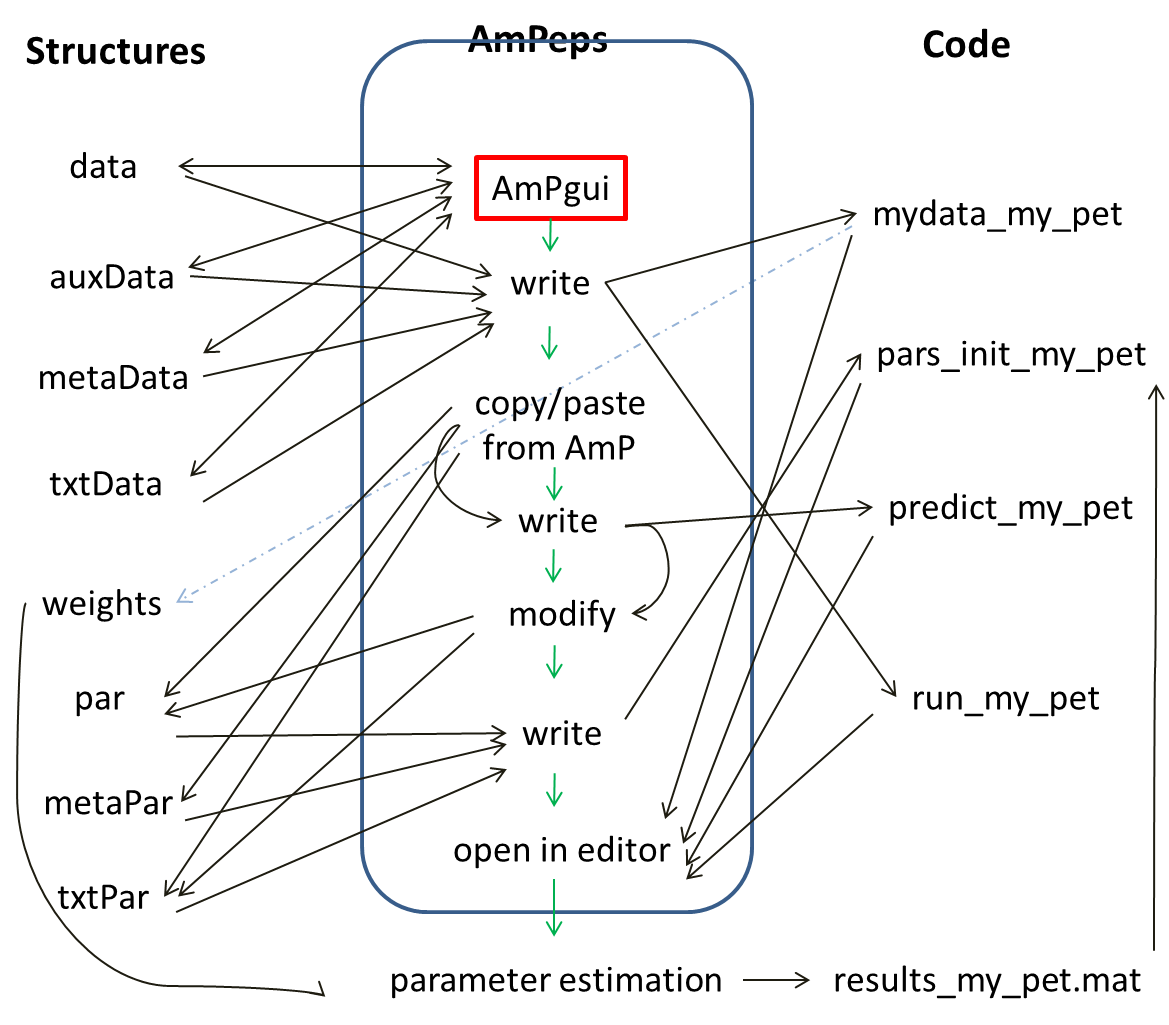 Structures
AmPeps
Code
data
auxData
metaData
txtData
weights
par
metaPar
txtPar
AmPgui
write
copy/paste
from AmP
write
modify
write
open in editor
parameter estimation
mydata_my_pet
pars_init_my_pet
predict_my_pet
run_my_pet
results_my_pet.mat